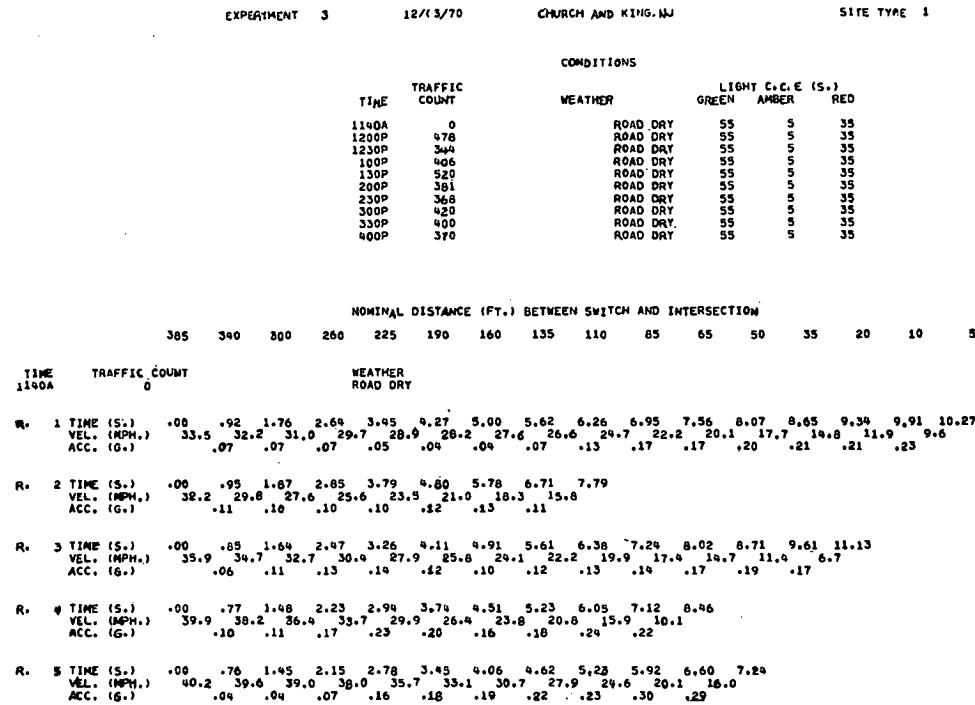 EXPERIMENT 3 12/(3/70 CHURCH AND KING.NJ SITE TYPE 1
CONDITIONS
TRAFFIC LIGHT C.C.E (S.)
TIME COUNT WEATHER GREEN AMBER RED
1140A 0 ROAD DRY 55 5 35
1200P 478 ROAD DRY 55 5 35
1230P 344 ROAD DRY 55 5 35
100P 406 ROAD DRY 55 5 35
130P 520 ROAD DRY 55 5 35
200P 381 ROAD DRY 55 5 35
230P 368 ROAD DRY 55 5 35
300P 420 ROAD DRY 55 5 35
330P 400 ROAD DRY. 55 5 35
400P 370 ROAD DRY 55 5 35
NOMINAL DISTANCE (FT.) BETWEEN SWITCH AND INTERSECTION
385 340 300 260 225 190 160 135 110 85 65 50 35 20 10 5
TIME TRAFFIC COUNT WEATHER
1140A 0 ROAD DRY
R. 1 TIME (S.) .00 .92 1.76 2.64 3.45 4.27 5.00 5.62 6.26 6.95 7.56 8.07 8.65 9.34 9.91 10.27
VEL. (MPH.) 33.5 32.2 31.0 29.7 28.9 28.2 27.6 26.6 24.7 22.2 20.1 17.7 14.8 11.9 9.6
ACC. (G.) .07 .07 .07 .05 .04 .04 .07 .13 .17 .17 .20 .21 .21 .23
R. 2 TIME (S.) .00 .95 1.87 2.85 3.79 4.80 5.78 6.71 7.79
VEL. (MPH.) 32.2 29.8 27.6 25.6 23.5 21.0 18.3 15.8
ACC. (G.) .11 .10 .10 .10 .12 .13 .11
R. 3 TIME (S.) .00 .85 1.64 2.47 3.26 4.11 4.91 5.61 6.38 7.24 8.02 8.71 9.61 11.13
VEL. (MPH.) 35.9 34.7 32.7 30.4 27.9 25.8 24.1 22.2 19.9 17.4 14.7 11.4 6.7
ACC. (G.) .06 .11 .13 .14 .12 .10 .12 .13 .14 .17 .19 .17
R. 4 TIME (S.) .00 .77 1.48 2.23 2.94 3.74 4.51 5.23 6.05 7.12 8.46
VEL. (MPH.) 39.9 38.2 36.4 33.7 29.9 26.4 23.8 20.8 15.9 10.1
ACC. (G.) .10 .11 .17 .23 .20 .16 .18 .24 .22
R. 5 TIME (S.) .00 .76 1.45 2.15 2.78 3.45 4.06 4.62 5.23 5.92 6.60 7.24
VEL. (MPH.) 40.2 39.6 39.0 38.0 35.7 33.1 30.7 27.9 24.6 20.1 16.0
ACC. (G.) .04 .04 .07 .16 .18 .19 .22 .23 .30 .29